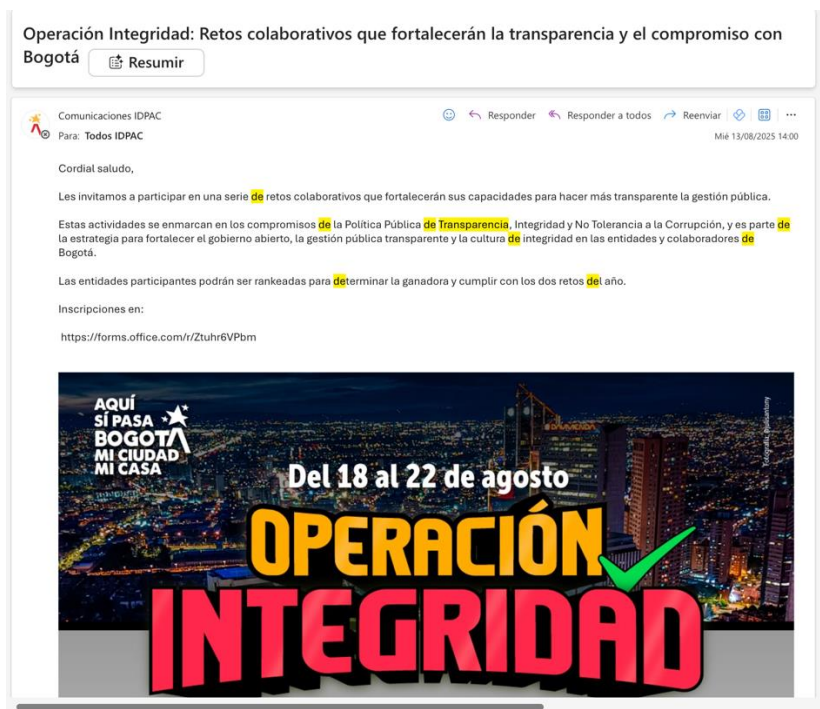 Operación Integridad: Retos colaborativos que fortalecerán la transparencia y el compromiso con
Bogotá Resumir
Comunicaciones IDPAC
Responder Responder a todos Reenviar
Para: Todos IDPAC
Mié 13/08/2025 14:00
Cordial saludo,
Les invitamos a participar en una serie de retos colaborativos que fortalecerán sus capacidades para hacer más transparente la gestión pública.
Estas actividades se enmarcan en los compromisos de la Política Pública de Transparencia, Integridad y No Tolerancia a la Corrupción, y es parte de
la estrategia para fortalecer el gobierno abierto, la gestión pública transparente y la cultura de integridad en las entidades y colaboradores de
Bogotá.
Las entidades participantes podrán ser rankeadas para determinar la ganadora y cumplir con los dos retos del año.
Inscripciones en:
https://forms.office.com/r/Ztuhr6VPbm
AQUÍ
SÍ PASA
BOGOTÁ
MI CIUDAD
MI CASA
DAVIVIENDA
Del 18 al 22 de agosto
OPERACIÓN
INTEGRIDAD